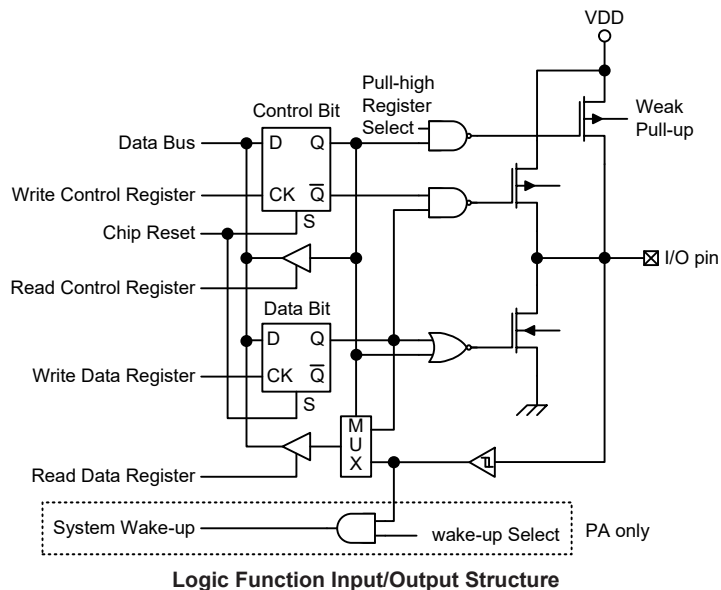 VDD
Pull-high
Register
Select
Weak
Pull-up
Control Bit
Data Bus
D
Q
Write Control Register
CK
Q
S
Chip Reset
I/O pin
Read Control Register
Data Bit
D
Q
Write Data Register
CK
Q
S
M
U
X
Read Data Register
System Wake-up
wake-up Select
PA only
Logic Function Input/Output Structure